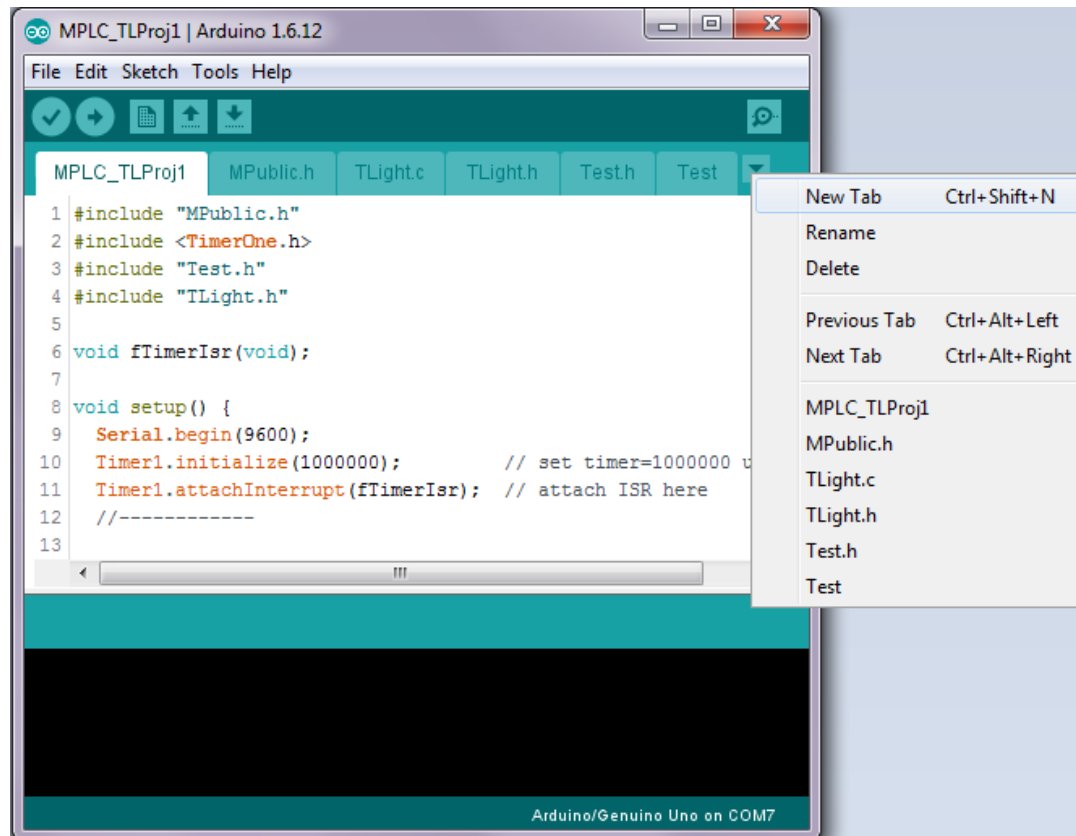 MPLC_TLProj1 | Arduino 1.6.12
File Edit Sketch Tools Help
MPLC_TLProj1 MPublic.h TLight.c TLight.h Test.h Test
1 #include "MPublic.h"
2 #include <TimerOne.h>
3 #include "Test.h"
4 #include "TLight.h"
5
6 void fTimerIsr(void);
7
8 void setup() {
9 Serial.begin(9600);
10 Timer1.initialize(1000000); // set timer=1000000 u
11 Timer1.attachInterrupt(fTimerIsr); // attach ISR here
12 //------------
13
New Tab Ctrl+Shift+N
Rename
Delete
Previous Tab Ctrl+Alt+Left
Next Tab Ctrl+Alt+Right
MPLC_TLProj1
MPublic.h
TLight.c
TLight.h
Test.h
Test
Arduino/Genuino Uno on COM7